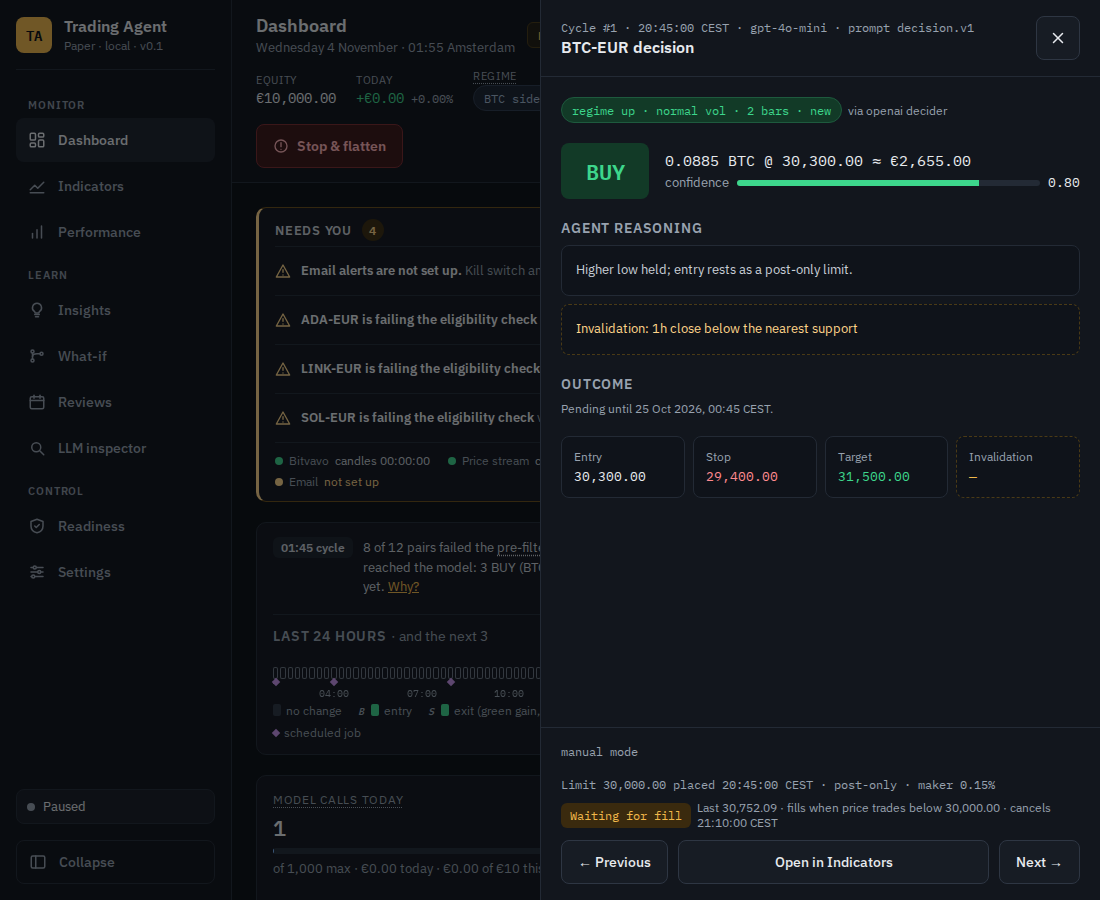 TA
Trading Agent
Paper · local · v0.1
MONITOR
Dashboard
Indicators
Performance
LEARN
Insights
What-if
Reviews
LLM inspector
CONTROL
Readiness
Settings
Paused
Collapse
Dashboard
Wednesday 4 November · 01:55 Amsterdam
EQUITY
€10,000.00
TODAY
+€0.00 +0.00%
REGIME
BTC side
Stop & flatten
NEEDS YOU 4
Email alerts are not set up. Kill switch ar
ADA-EUR is failing the eligibility check
LINK-EUR is failing the eligibility check
SOL-EUR is failing the eligibility check
Bitvavo candles 00:00:00 Price stream
Email not set up
01:45 cycle 8 of 12 pairs failed the pre-filte
reached the model: 3 BUY (BTC
yet. Why?
LAST 24 HOURS · and the next 3
04:00 07:00 10:00
no change B entry S exit (green gain,
scheduled job
MODEL CALLS TODAY
1
of 1,000 max · €0.00 today · €0.00 of €10 this
Cycle #1 · 20:45:00 CEST · gpt-4o-mini · prompt decision.v1
BTC-EUR decision
regime up · normal vol · 2 bars · new via openai decider
BUY
0.0885 BTC @ 30,300.00 ≈ €2,655.00
confidence 0.80
AGENT REASONING
Higher low held; entry rests as a post-only limit.
Invalidation: 1h close below the nearest support
OUTCOME
Pending until 25 Oct 2026, 00:45 CEST.
Entry
30,300.00
Stop
29,400.00
Target
31,500.00
Invalidation
—
manual mode
Limit 30,000.00 placed 20:45:00 CEST · post-only · maker 0.15%
Waiting for fill Last 30,752.09 · fills when price trades below 30,000.00 · cancels
21:10:00 CEST
← Previous
Open in Indicators
Next →